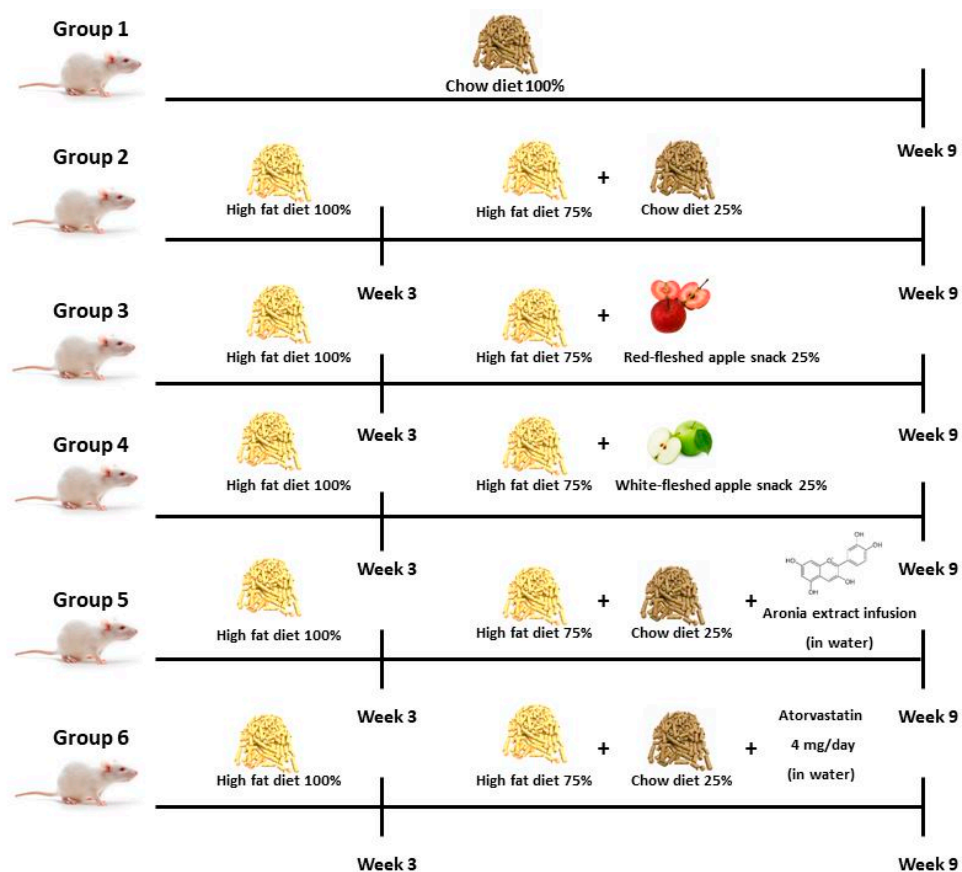 Group 1
Chow diet 100%
Week 9
Group 2
High fat diet 100%
High fat diet 75%
+
Chow diet 25%
Week 3
Week 9
Group 3
High fat diet 100%
High fat diet 75%
+
Red-fleshed apple snack 25%
Week 3
Week 9
Group 4
High fat diet 100%
High fat diet 75%
+
White-fleshed apple snack 25%
Week 3
Week 9
Group 5
High fat diet 100%
High fat diet 75%
+
Chow diet 25%
+
OH
OH
HO
O+
OH
OH
Aronia extract infusion
(in water)
Week 3
Week 9
Group 6
High fat diet 100%
High fat diet 75%
+
Chow diet 25%
+
Atorvastatin
4 mg/day
(in water)
Week 3
Week 9